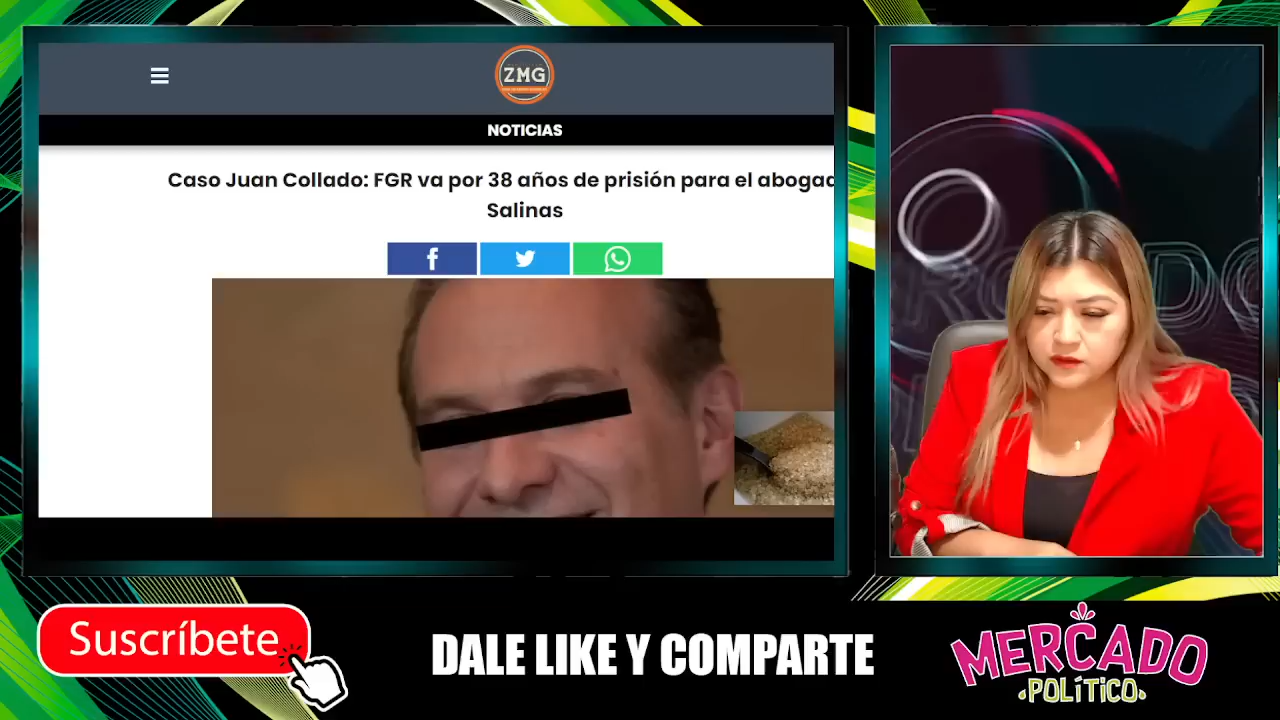 ZMG
NOTICIAS
Caso Juan Collado: FGR va por 38 años de prisión para el abogad
Salinas
Suscríbete
DALE LIKE Y COMPARTE
MERCADO
POLÍTICO